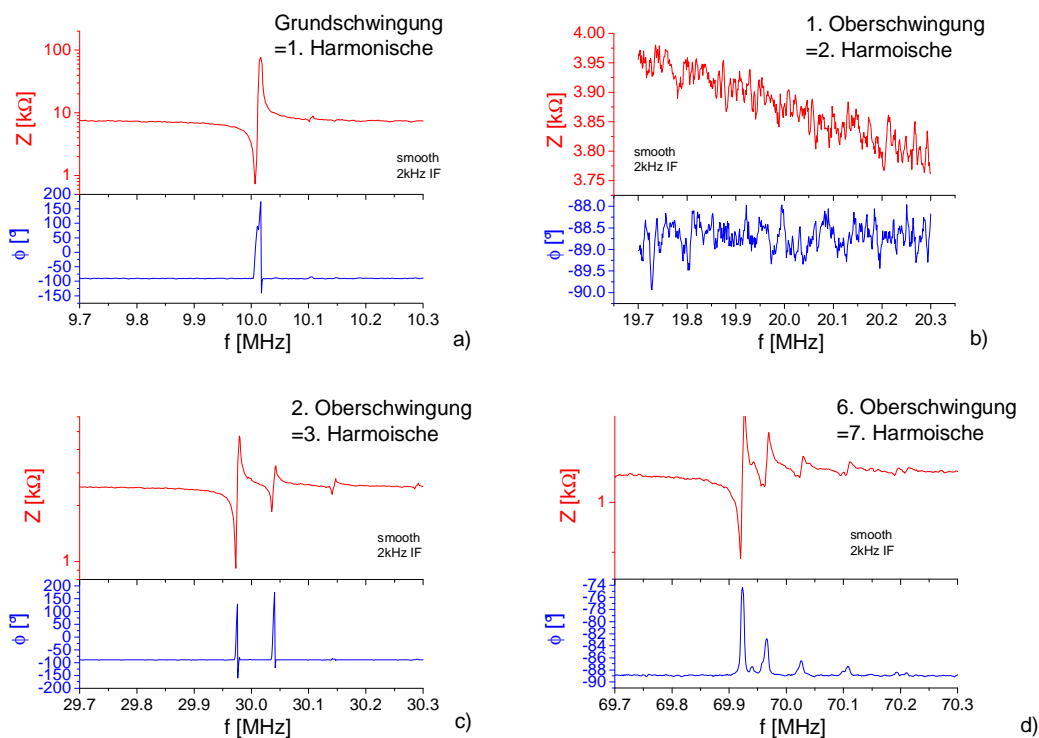 Grundschwingung
=1. Harmonische
100
10
1
Z [kΩ]
smooth
2kHz IF
200
150
100
50
0
-50
-100
-150
ϕ [°]
9.7 9.8 9.9 10.0 10.1 10.2 10.3
f [MHz]
a)
1. Oberschwingung
=2. Harmoische
4.00
3.95
3.90
3.85
3.80
3.75
Z [kΩ]
smooth
2kHz IF
-88.0
-88.5
-89.0
-89.5
-90.0
ϕ [°]
19.7 19.8 19.9 20.0 20.1 20.2 20.3
f [MHz]
b)
2. Oberschwingung
=3. Harmoische
1
Z [kΩ]
smooth
2kHz IF
200
150
100
50
0
-50
-100
-150
-200
ϕ [°]
29.7 29.8 29.9 30.0 30.1 30.2 30.3
f [MHz]
c)
6. Oberschwingung
=7. Harmoische
1
Z [kΩ]
smooth
2kHz IF
-74
-76
-78
-80
-82
-84
-86
-88
-90
ϕ [°]
69.7 69.8 69.9 70.0 70.1 70.2 70.3
f [MHz]
d)